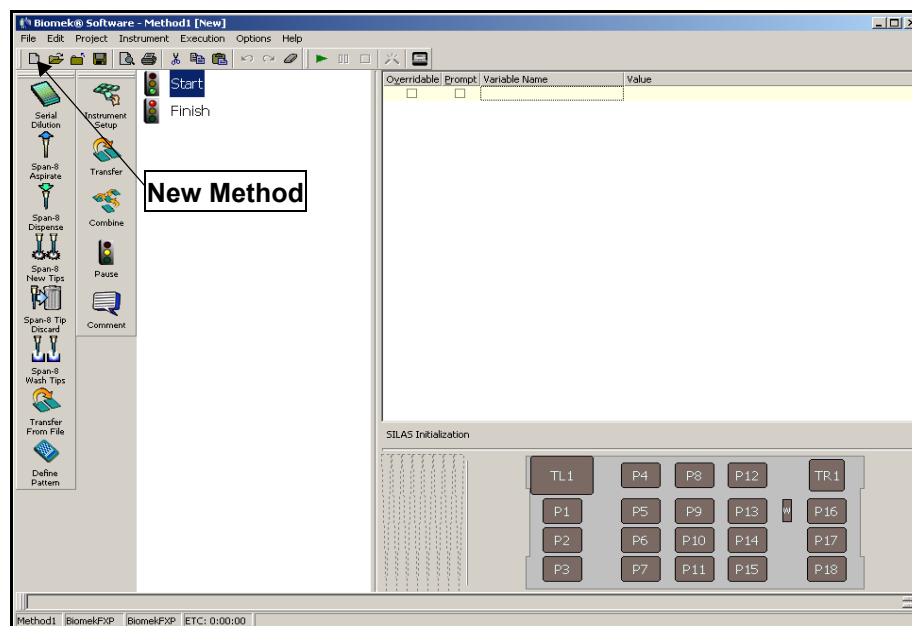 Biomek® Software - Method1 [New]
File Edit Project Instrument Execution Options Help
Serial
Dilution
Span-8
Aspirate
Span-8
Dispense
Span-8
New Tips
Span-8 Tip
Discard
Span-8
Wash Tips
Transfer
From File
Define
Pattern
Instrument
Setup
Transfer
Combine
Pause
Comment
Start
Finish
New Method
Overridable Prompt Variable Name Value
SILAS Initialization
TL1 P4 P8 P12 TR1
P1 P5 P9 P13 W P16
P2 P6 P10 P14 P17
P3 P7 P11 P15 P18
Method1 BiomekFXP BiomekFXP ETC: 0:00:00